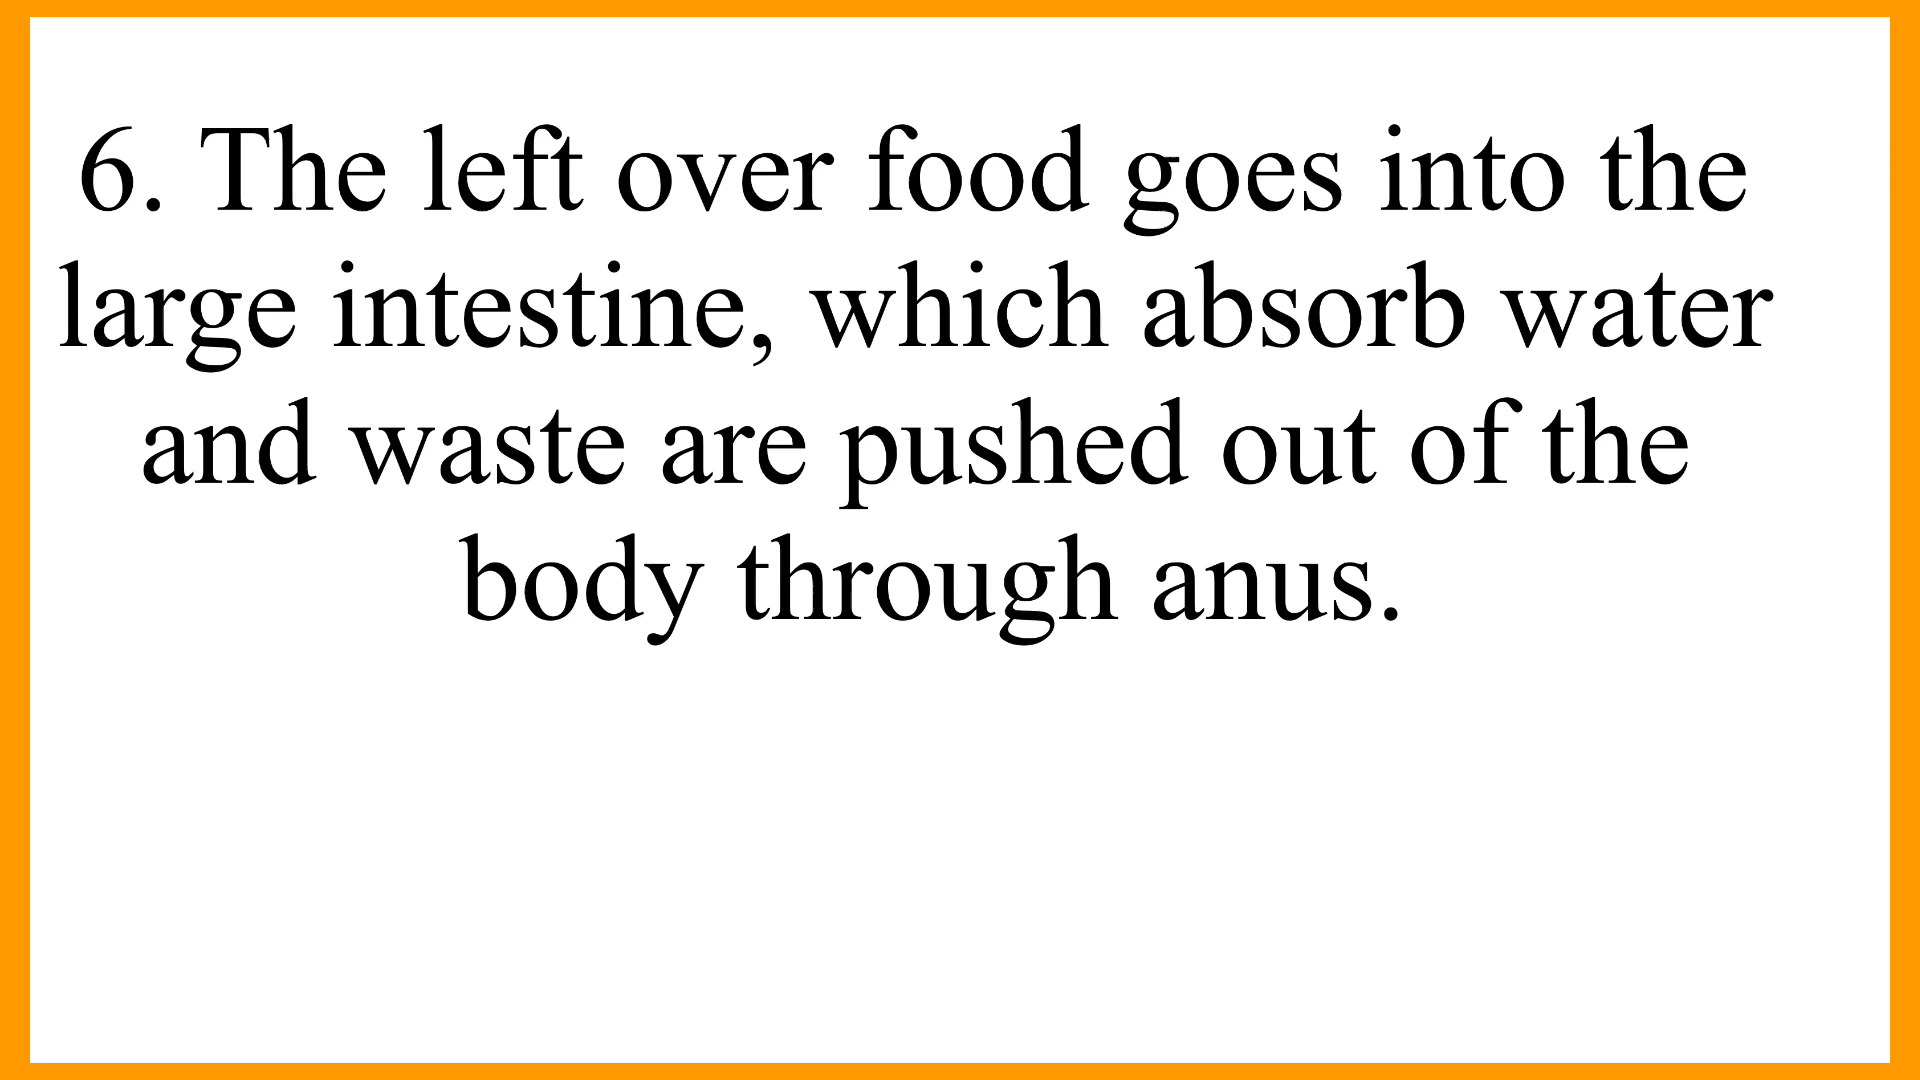 6. The left over food goes into the
large intestine, which absorb water
and waste are pushed out of the
body through anus.